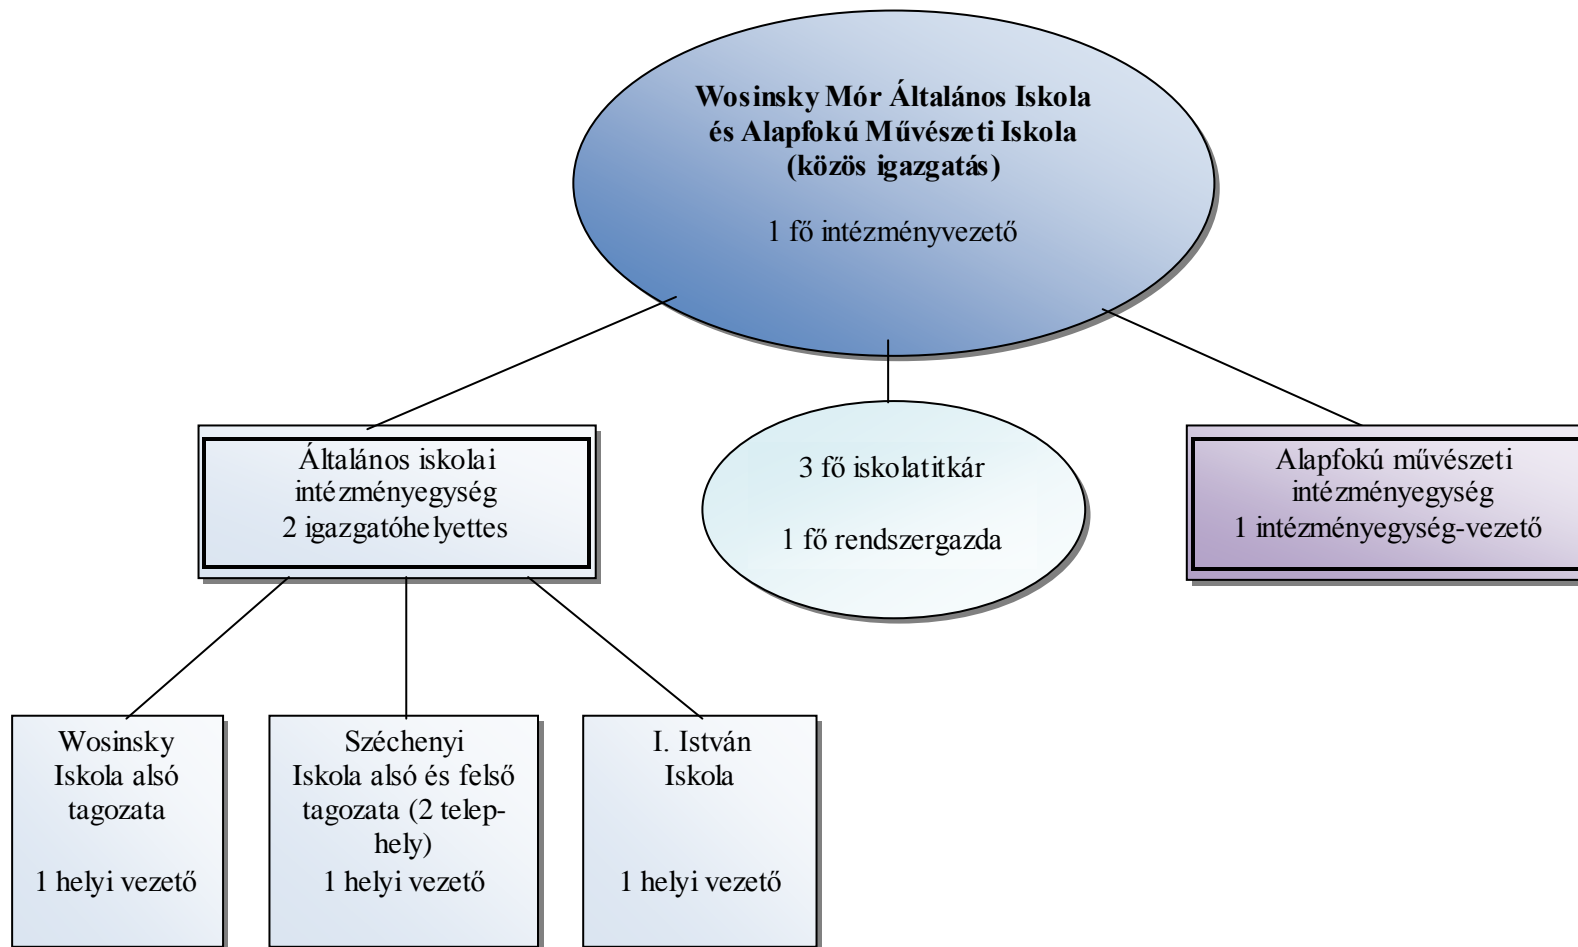 Wosinsky Mór Általános Iskola
és Alapfokú Művészeti Iskola
(közös igazgatás)
1 fő intézményvezető
Általános iskolai
intézményegység
2 igazgatóhelyettes
3 fő iskolatitkár
1 fő rendszergazda
Alapfokú művészeti
intézményegység
1 intézményegység-vezető
Wosinsky
Iskola alsó
tagozata
1 helyi vezető
Széchenyi
Iskola alsó és felső
tagozata (2 telep-
hely)
1 helyi vezető
I. István
Iskola
1 helyi vezető